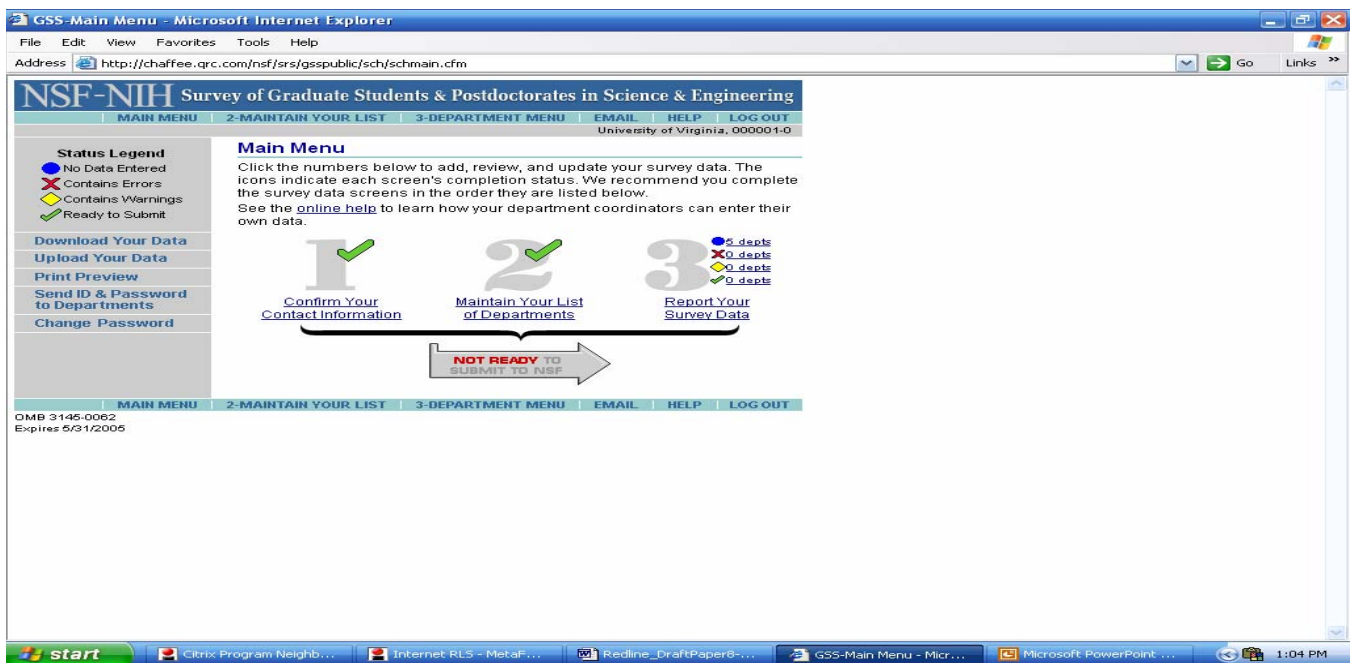 GSS-Main Menu - Microsoft Internet Explorer
File Edit View Favorites Tools Help
Address http://chaffee.qrc.com/nsf/srs/gsspublic/sch/schmain.cfm Go Links »
NSF-NIH Survey of Graduate Students & Postdoctorates in Science & Engineering
MAIN MENU 2-MAINTAIN YOUR LIST 3-DEPARTMENT MENU EMAIL HELP LOG OUT
University of Virginia, 000001-0
Status Legend
No Data Entered
Contains Errors
Contains Warnings
Ready to Submit
Download Your Data
Upload Your Data
Print Preview
Send ID & Password
to Departments
Change Password
Main Menu
Click the numbers below to add, review, and update your survey data. The
icons indicate each screen's completion status. We recommend you complete
the survey data screens in the order they are listed below.
See the online help to learn how your department coordinators can enter their
own data.
1
Confirm Your
Contact Information
2
Maintain Your List
of Departments
3
5 depts
0 depts
0 depts
0 depts
Report Your
Survey Data
NOT READY TO
SUBMIT TO NSF
MAIN MENU 2-MAINTAIN YOUR LIST 3-DEPARTMENT MENU EMAIL HELP LOG OUT
OMB 3145-0062
Expires 5/31/2005
start Citrix Program Neighb... Internet RLS - MetaF... Redline_DraftPaper8-... GSS-Main Menu - Micr... Microsoft PowerPoint ... 1:04 PM